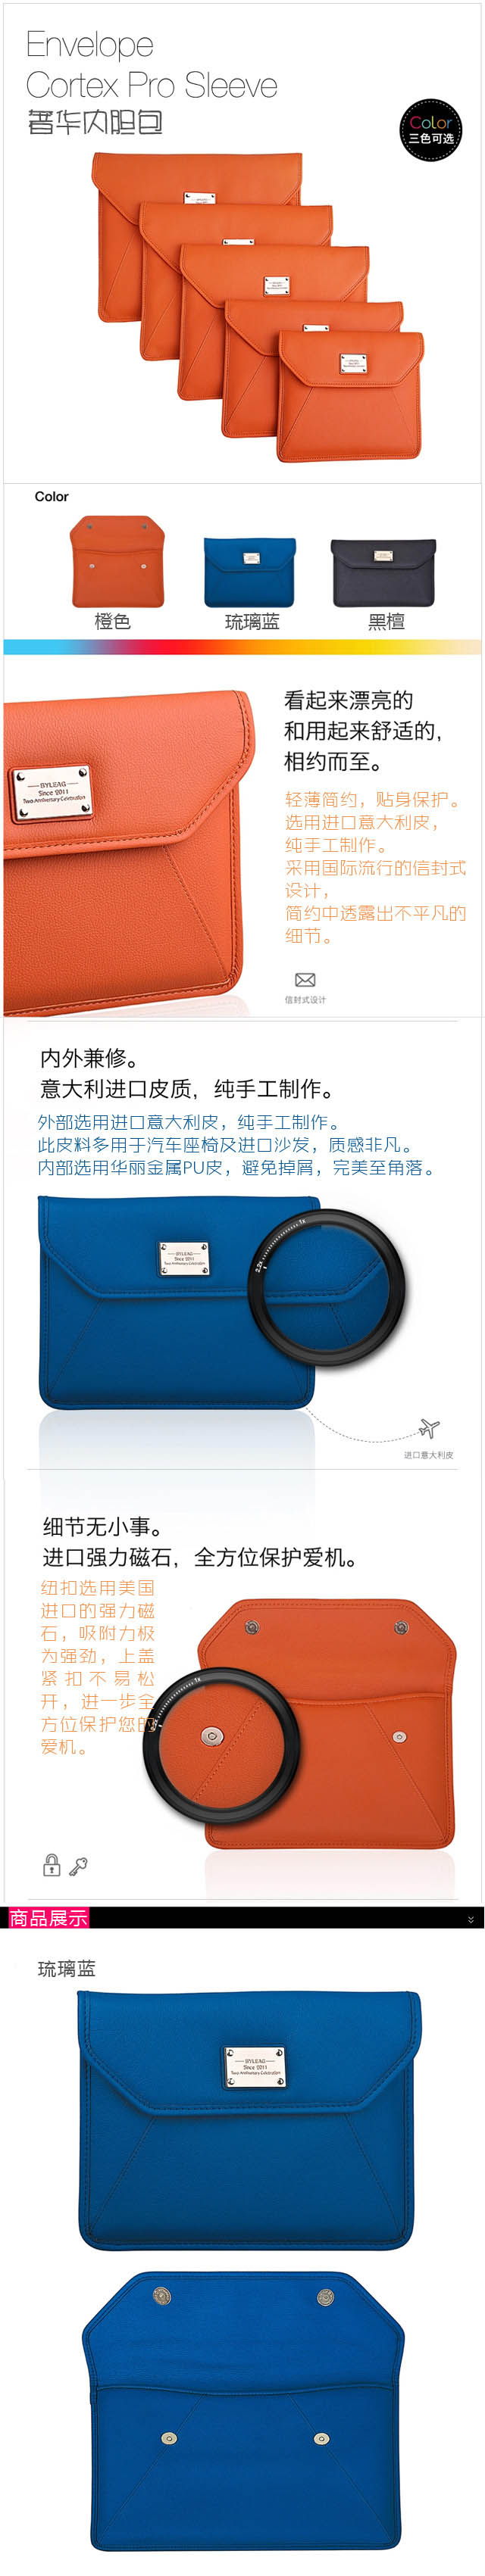 Envelope
Cortex Pro Sleeve
奢华内胆包
Color
三色可选
Color
橙色
琉璃蓝
黑檀
看起来漂亮的
和用起来舒适的，
相约而至。
BYLEAG
Since 2011
Two Anniversary Celebration
轻薄简约，贴身保护。
选用进口意大利皮，
纯手工制作。
采用国际流行的信封式
设计，
简约中透露出不平凡的
细节。
信封式设计
内外兼修。
意大利进口皮质，纯手工制作。
外部选用进口意大利皮，纯手工制作。
此皮料多用于汽车座椅及进口沙发，质感非凡。
内部选用华丽金属PU皮，避免掉屑，完美至角落。
BYLEAG
Since 2011
Two Anniversary Celebration
2.2x
1x
进口意大利皮
细节无小事。
进口强力磁石，全方位保护爱机。
纽扣选用美国
进口的强力磁
石，吸附力极
为强劲，上盖
紧扣不易松
开，进一步全
方位保护您的
爱机。
1x
商品展示
琉璃蓝
BYLEAG
Since 2011
Two Anniversary Celebration